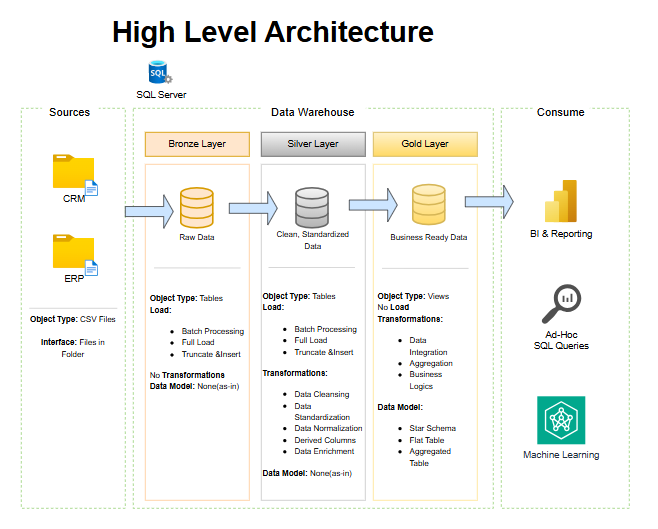 High Level Architecture
SQL
SQL Server
Sources
Data Warehouse
Consume
Bronze Layer
Silver Layer
Gold Layer
CRM
ERP
Object Type: CSV Files
Interface: Files in
Folder
Raw Data
Object Type: Tables
Load:
Batch Processing
Full Load
Truncate &Insert
No Transformations
Data Model: None(as-in)
Clean, Standardized
Data
Object Type: Tables
Load:
Batch Processing
Full Load
Truncate &Insert
Transformations:
Data Cleansing
Data
Standardization
Data Normalization
Derived Columns
Data Enrichment
Data Model: None(as-in)
Business Ready Data
Object Type: Views
No Load
Transformations:
Data
Integration
Aggregation
Business
Logics
Data Model:
Star Schema
Flat Table
Aggregated
Table
BI & Reporting
Ad-Hoc
SQL Queries
Machine Learning